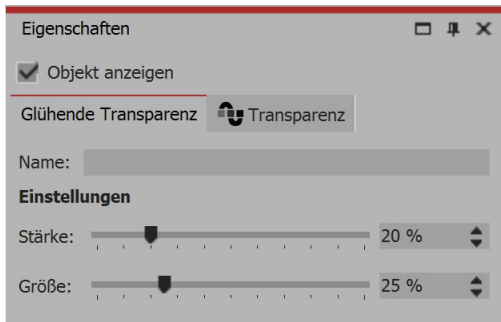 Eigenschaften
Objekt anzeigen
Glühende Transparenz Transparenz
Name:
Einstellungen
Stärke: 20 %
Größe: 25 %